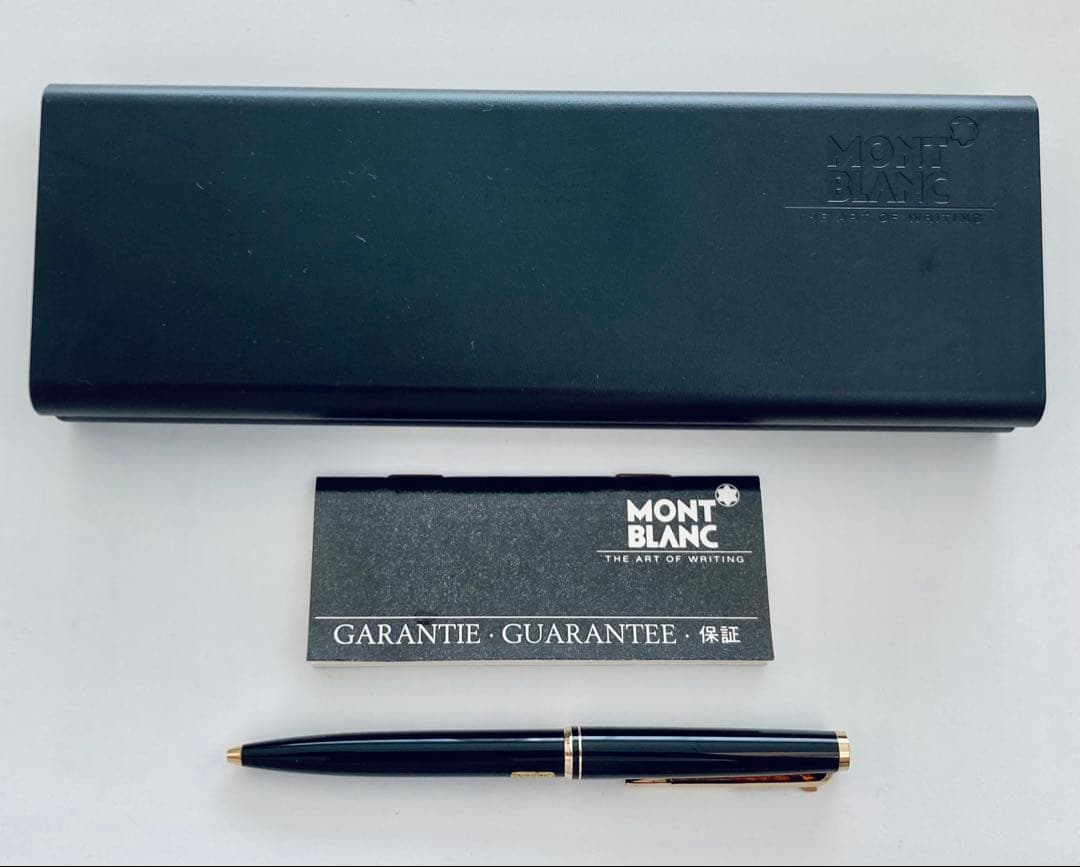 MONT
BLANC
THE ART OF WRITING
MONT
BLANC
THE ART OF WRITING
GARANTIE · GUARANTEE · 保証